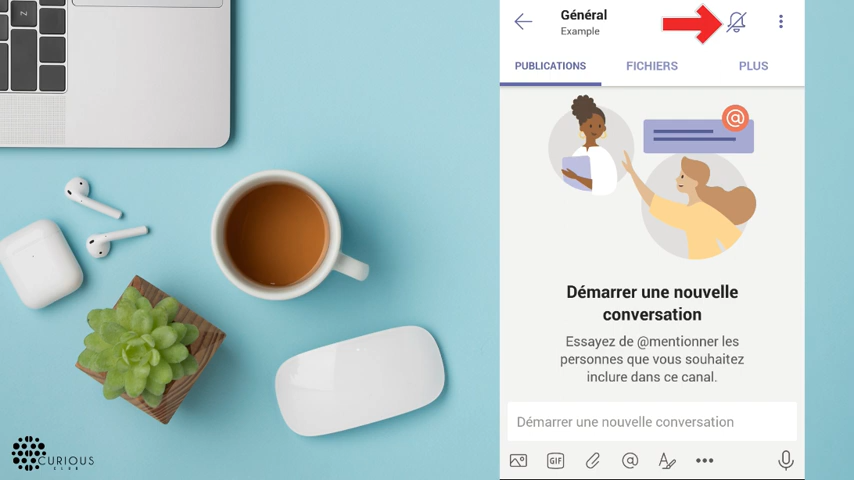 Général
Example
PUBLICATIONS
FICHIERS
PLUS
@
Démarrer une nouvelle
conversation
Essayez de @mentionner les
personnes que vous souhaitez
inclure dans ce canal.
Démarrer une nouvelle conversation
GIF
@
CURIOUS
CLUB